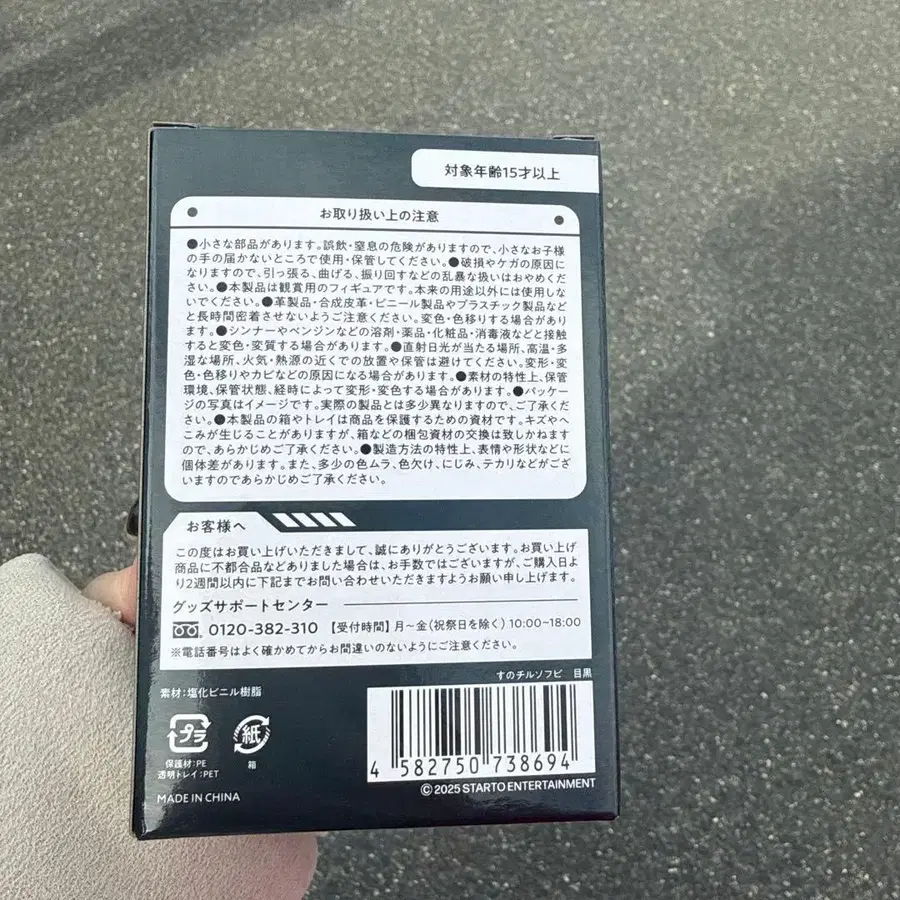 対象年齢15才以上
お取り扱い上の注意
●小さな部品があります。誤飲・窒息の危険がありますので、小さなお子様
の手の届かないところで使用・保管してください。●破損やケガの原因に
なりますので、引っ張る、曲げる、振り回すなどの乱暴な扱いはおやめくだ
さい。●本製品は観賞用のフィギュアです。本来の用途以外には使用しな
いでください。●革製品・合成皮革・ビニール製品やプラスチック製品など
と長時間密着させないようご注意ください。変色・色移りする場合がありま
す。●シンナーやベンジンなどの溶剤・薬品・化粧品・消毒液などと接触
すると変色・変質する場合があります。●直射日光が当たる場所、高温・多
湿な場所、火気・熱源の近くでの放置や保管は避けてください。変形・変
色・色移りやカビなどの原因になる場合があります。●素材の特性上、保管
環境、保管状態、経時によって変形・変色する場合があります。●パッケー
ジの写真はイメージです。実際の製品とは多少異なりますので、ご了承くだ
さい。●本製品の箱やトレイは商品を保護するための資材です。キズやへ
こみが生じることがありますが、箱などの梱包資材の交換は致しかねます
ので、あらかじめご了承ください。●製造方法の特性上、表情や形状などに
個体差があります。また、多少の色ムラ、色欠け、にじみ、テカリなどがござ
いますのであらかじめご了承ください。
お客様へ
この度はお買い上げいただきまして、誠にありがとうございます。お買い上げ
商品に不都合品などありました場合は、お手数ではございますが、ご購入日よ
り2週間以内に下記までお問い合わせいただきますようお願い申し上げます。
グッズサポートセンター
0120-382-310 【受付時間】月～金(祝祭日を除く)10:00~18:00
※電話番号はよく確かめてからお間違いのないようにご注意ください。
すのチルソフビ 目黒
素材:塩化ビニル樹脂
プラ
紙
保護材:PE
透明トレイ:PET
箱
4 582750 738694
MADE IN CHINA
©2025 STARTO ENTERTAINMENT